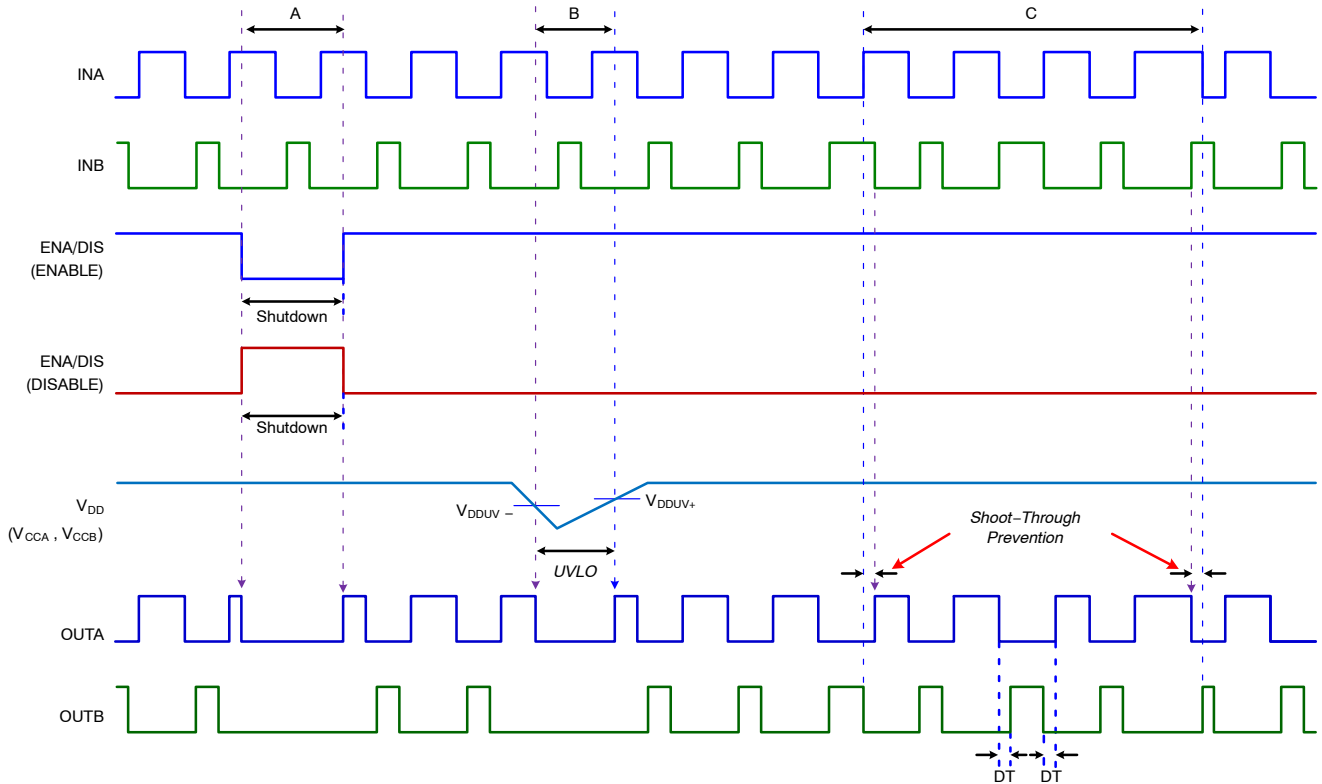 A
B
C
INA
INB
ENA/DIS
(ENABLE)
Shutdown
ENA/DIS
(DISABLE)
Shutdown
VDD
(VCCA , VCCB)
VDDUV −
VDDUV+
UVLO
Shoot−Through
Prevention
OUTA
OUTB
DT
DT